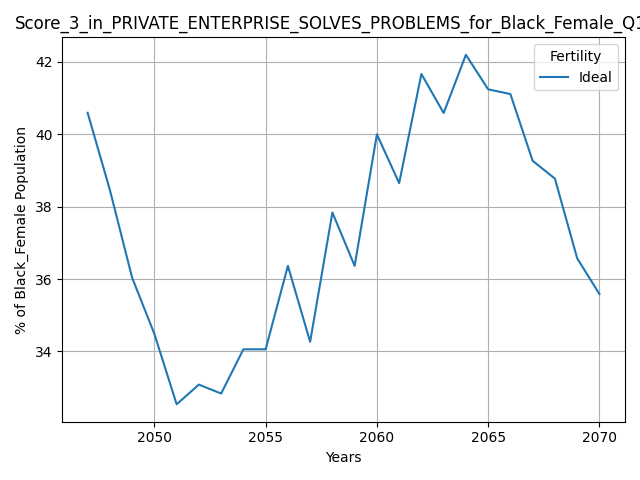 Score_3_in_PRIVATE_ENTERPRISE_SOLVES_PROBLEMS_for_Black_Female_Q1
Fertility
Ideal
% of Black_Female Population
42
40
38
36
34
2050
2055
2060
2065
2070
Years